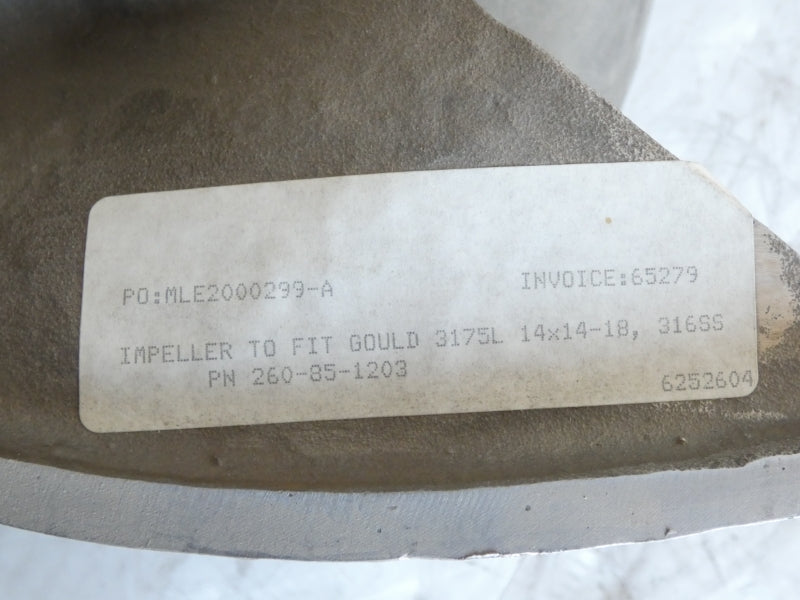 PO:MLE2000299-A INVOICE:65279
IMPELLER TO FIT GOULD 3175L 14x14-18, 316SS
PN 260-85-1203
6252604